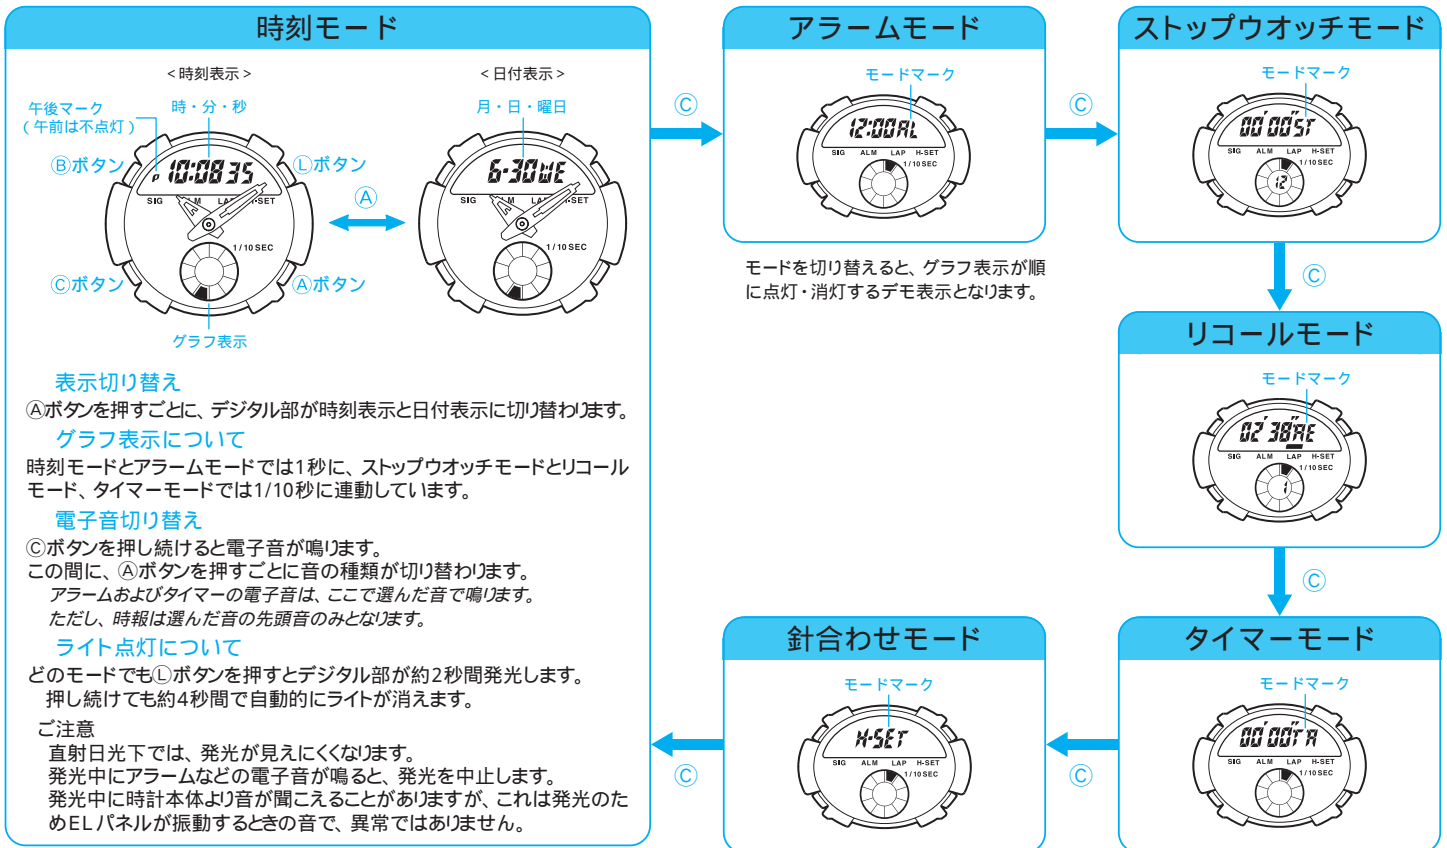 時刻モード
＜時刻表示＞
＜日付表示＞
午後マーク
（午前は不点灯）
時・分・秒
月・日・曜日
Ⓑボタン
Ⓛボタン
P 10:08 35
SIG ALM LAP H-SET
1/10 SEC
Ⓐ
6-30WE
SIG ALM LAP H-SET
1/10 SEC
Ⓒボタン
Ⓐボタン
グラフ表示
表示切り替え
Ⓐボタンを押すごとに、デジタル部が時刻表示と日付表示に切り替わります。
グラフ表示について
時刻モードとアラームモードでは1秒に、ストップウオッチモードとリコール
モード、タイマーモードでは1/10秒に連動しています。
電子音切り替え
Ⓒボタンを押し続けると電子音が鳴ります。
この間に、Ⓐボタンを押すごとに音の種類が切り替わります。
アラームおよびタイマーの電子音は、ここで選んだ音で鳴ります。
ただし、時報は選んだ音の先頭音のみとなります。
ライト点灯について
どのモードでもⓁボタンを押すとデジタル部が約2秒間発光します。
押し続けても約4秒間で自動的にライトが消えます。
ご注意
直射日光下では、発光が見えにくくなります。
発光中にアラームなどの電子音が鳴ると、発光を中止します。
発光中に時計本体より音が聞こえることがありますが、これは発光のた
めELパネルが振動するときの音で、異常ではありません。
Ⓒ
アラームモード
モードマーク
12:00AL
SIG ALM LAP H-SET
1/10 SEC
モードを切り替えると、グラフ表示が順
に点灯・消灯するデモ表示となります。
Ⓒ
ストップウオッチモード
モードマーク
00'00"ST
SIG ALM LAP H-SET
1/10 SEC
12
Ⓒ
リコールモード
モードマーク
02'38"RE
SIG ALM LAP H-SET
1/10 SEC
1
Ⓒ
タイマーモード
モードマーク
00'00"TR
SIG ALM LAP H-SET
1/10 SEC
Ⓒ
針合わせモード
モードマーク
H-SET
SIG ALM LAP H-SET
1/10 SEC
Ⓒ